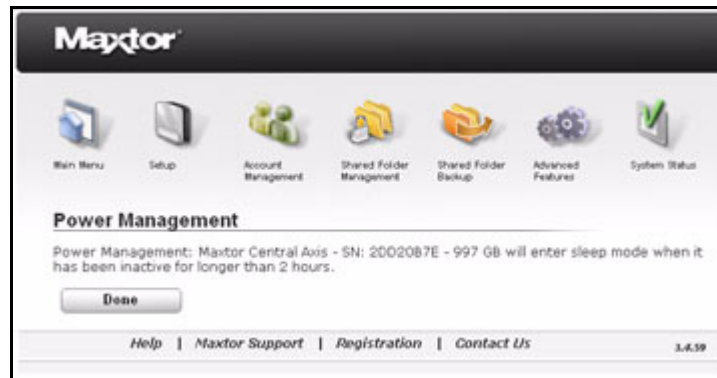 Maxtor
Main Menu
Setup
Account
Management
Shared Folder
Management
Shared Folder
Backup
Advanced
Features
System Status
Power Management
Power Management: Maxtor Central Axis - SN: 2DD20B7E - 997 GB will enter sleep mode when it
has been inactive for longer than 2 hours.
Done
Help | Maxtor Support | Registration | Contact Us
3.4.59